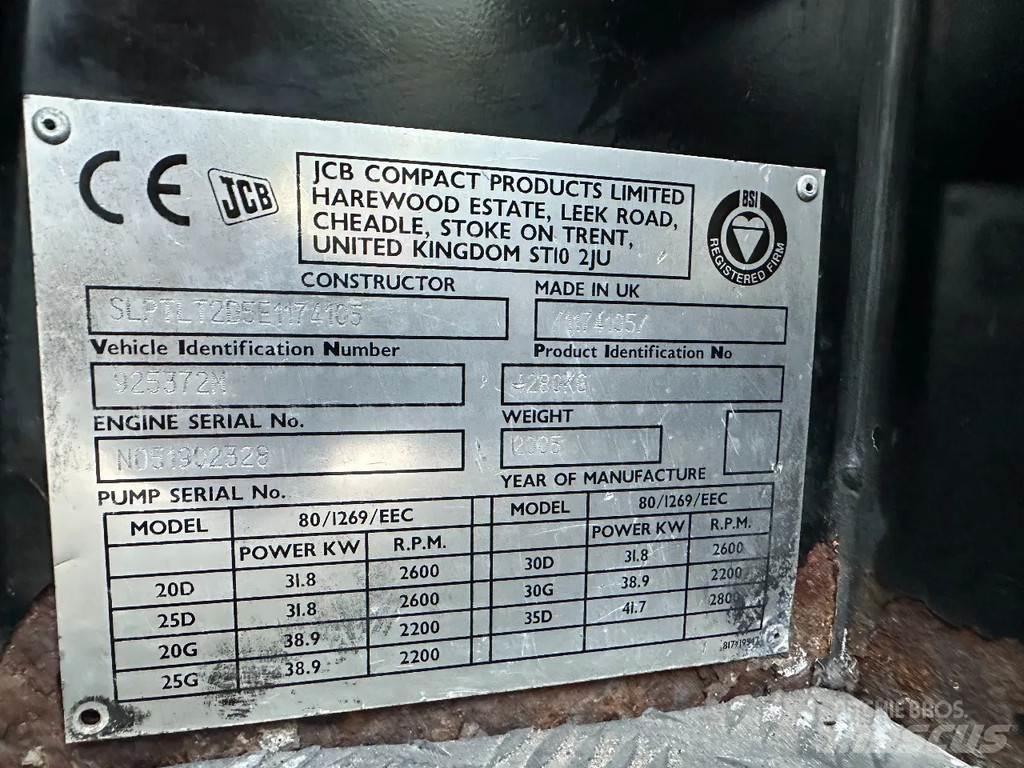 CE
JCB
JCB COMPACT PRODUCTS LIMITED
HAREWOOD ESTATE, LEEK ROAD,
CHEADLE, STOKE ON TRENT,
UNITED KINGDOM ST10 2JU
BSI
REGISTERED FIRM
CONSTRUCTOR
MADE IN UK
SLPTLT2D5E1174105
/1174105/
Vehicle Identification Number
Product Identification No
925372N
4280KG
ENGINE SERIAL No.
WEIGHT
N051902328
2005
PUMP SERIAL No.
YEAR OF MANUFACTURE
MODEL 80/1269/EEC MODEL 80/1269/EEC
POWER KW R.P.M. POWER KW R.P.M.
20D 31.8 2600 30D 31.8 2600
25D 31.8 2600 30G 38.9 2200
20G 38.9 2200 35D 41.7 2800
25G 38.9 2200
BROS.